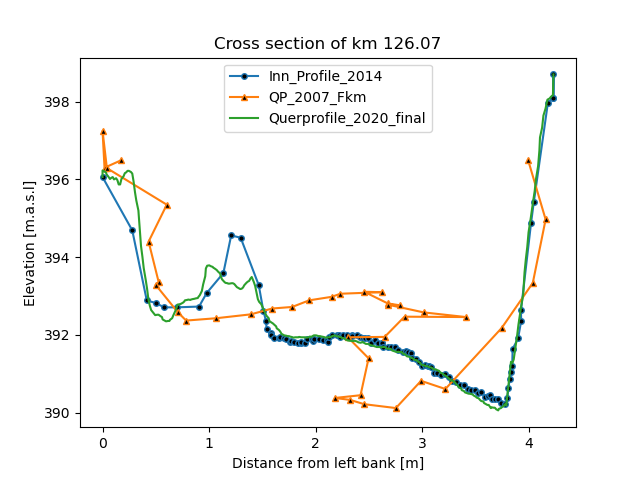 Cross section of km 126.07
Inn_Profile_2014
QP_2007_Fkm
Querprofile_2020_final
Elevation [m.a.s.l]
398
396
394
392
390
0 1 2 3 4
Distance from left bank [m]